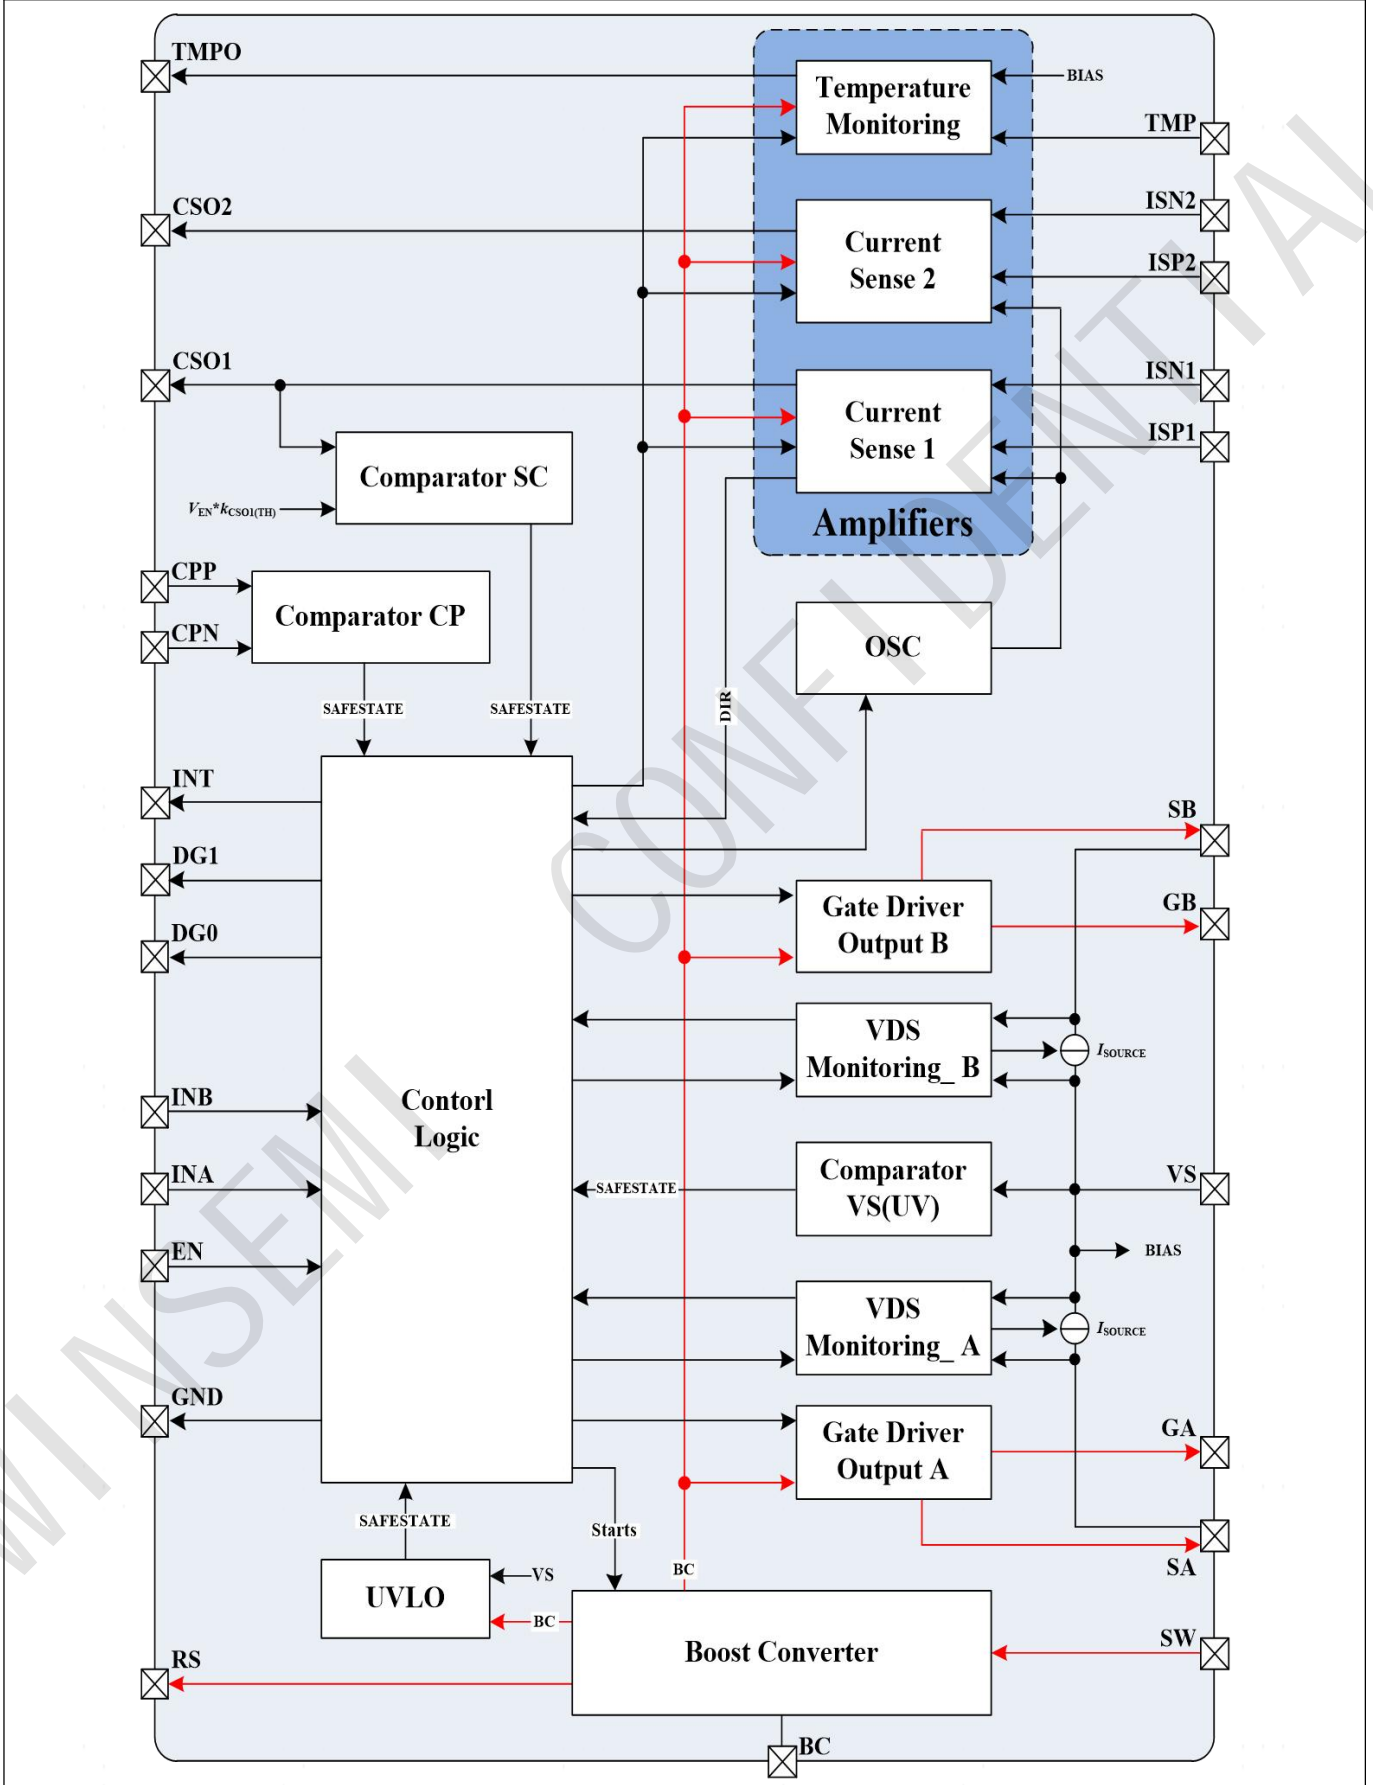 TMPO
Temperature
Monitoring
BIAS
TMP
CSO2
Current
Sense 2
ISN2
ISP2
CSO1
Current
Sense 1
ISN1
ISP1
Amplifiers
Comparator SC
VEN*kCSO1(TH)
CPP
CPN
Comparator CP
OSC
SAFESTATE
SAFESTATE
DIR
INT
DG1
DG0
INB
INA
EN
GND
Contorl
Logic
SB
Gate Driver
Output B
GB
VDS
Monitoring_ B
ISOURCE
Comparator
VS(UV)
SAFESTATE
VS
BIAS
VDS
Monitoring_ A
ISOURCE
Gate Driver
Output A
GA
SA
SAFESTATE
Starts
BC
UVLO
VS
BC
Boost Converter
SW
RS
BC
WINSEMI CONFIDENTIAL